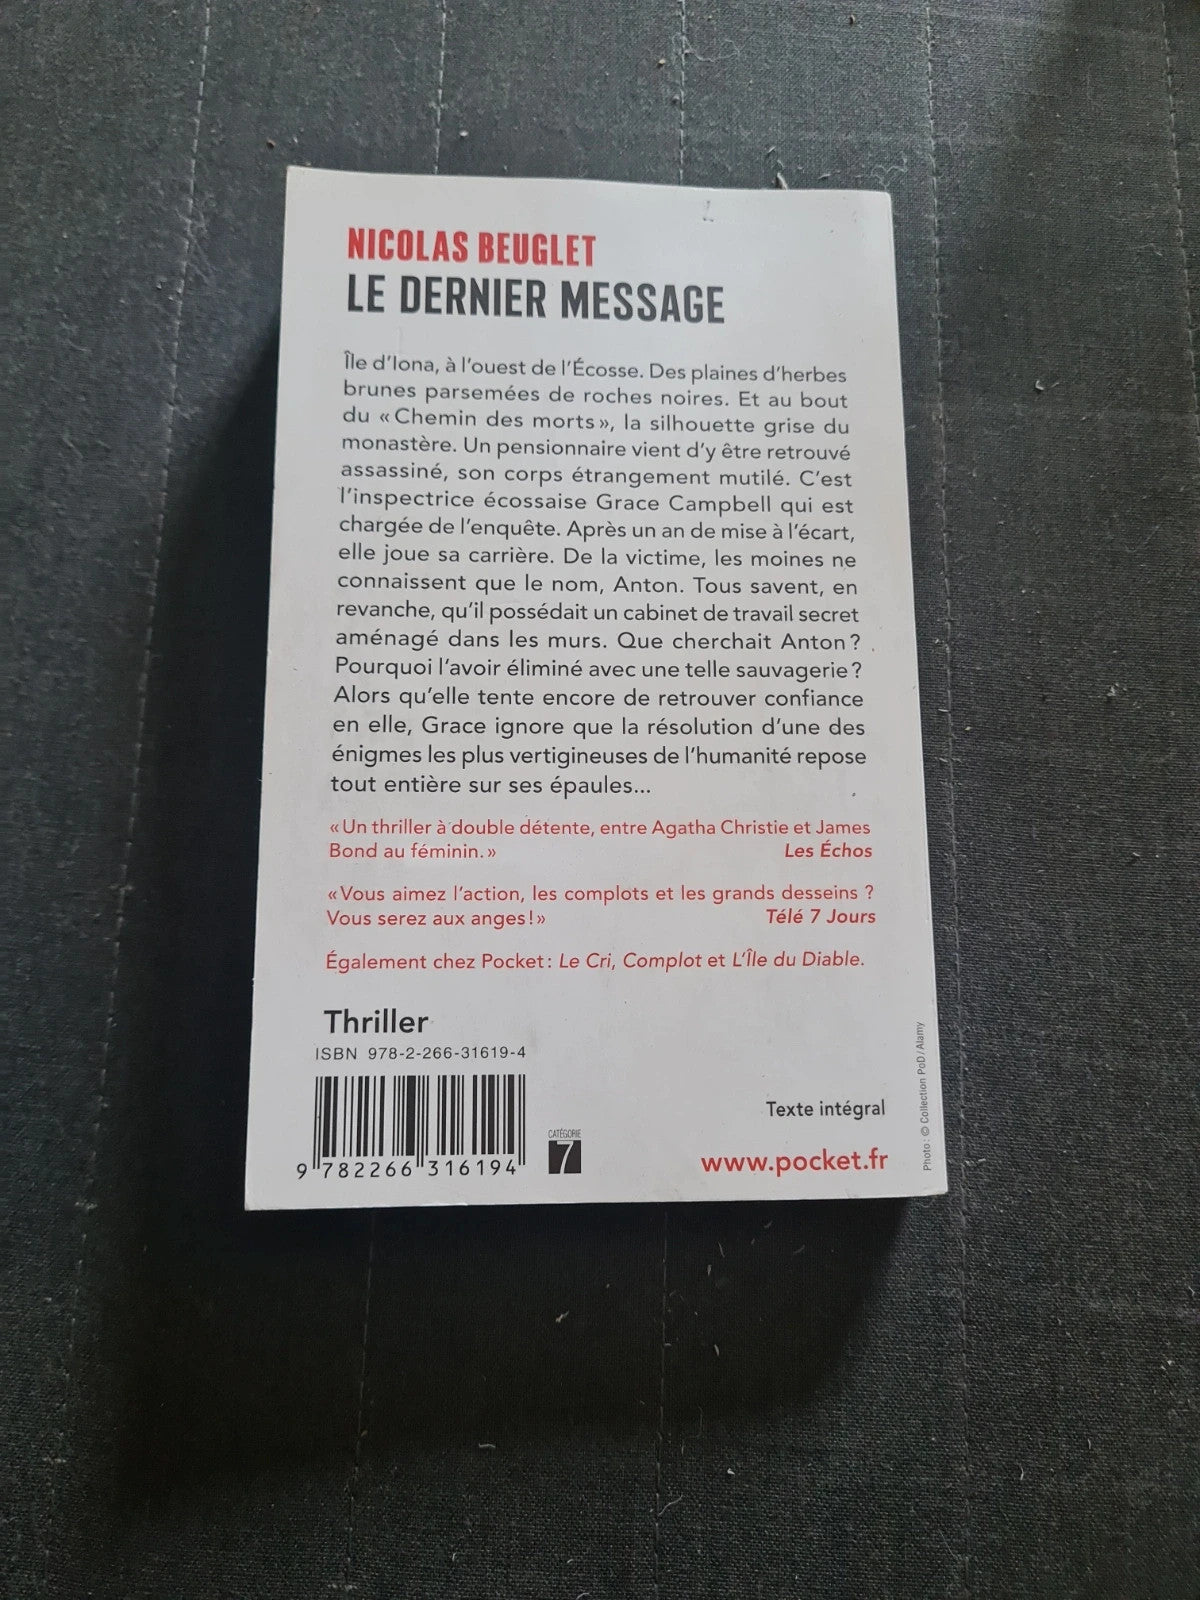 NICOLAS BEUGLET
LE DERNIER MESSAGE
Île d'Iona, à l'ouest de l'Écosse. Des plaines d'herbes
brunes parsemées de roches noires. Et au bout
du « Chemin des morts », la silhouette grise du
monastère. Un pensionnaire vient d'y être retrouvé
assassiné, son corps étrangement mutilé. C'est
l'inspectrice écossaise Grace Campbell qui est
chargée de l'enquête. Après un an de mise à l'écart,
elle joue sa carrière. De la victime, les moines ne
connaissent que le nom, Anton. Tous savent, en
revanche, qu'il possédait un cabinet de travail secret
aménagé dans les murs. Que cherchait Anton ?
Pourquoi l'avoir éliminé avec une telle sauvagerie ?
Alors qu'elle tente encore de retrouver confiance
en elle, Grace ignore que la résolution d'une des
énigmes les plus vertigineuses de l'humanité repose
tout entière sur ses épaules...
« Un thriller à double détente, entre Agatha Christie et James
Bond au féminin. » Les Échos
« Vous aimez l'action, les complots et les grands desseins ?
Vous serez aux anges ! » Télé 7 Jours
Également chez Pocket : Le Cri, Complot et L'Île du Diable.
Thriller
ISBN 978-2-266-31619-4
9 782266 316194
CATÉGORIE
7
Texte intégral
www.pocket.fr
Photo : © Collection PoD / Alamy